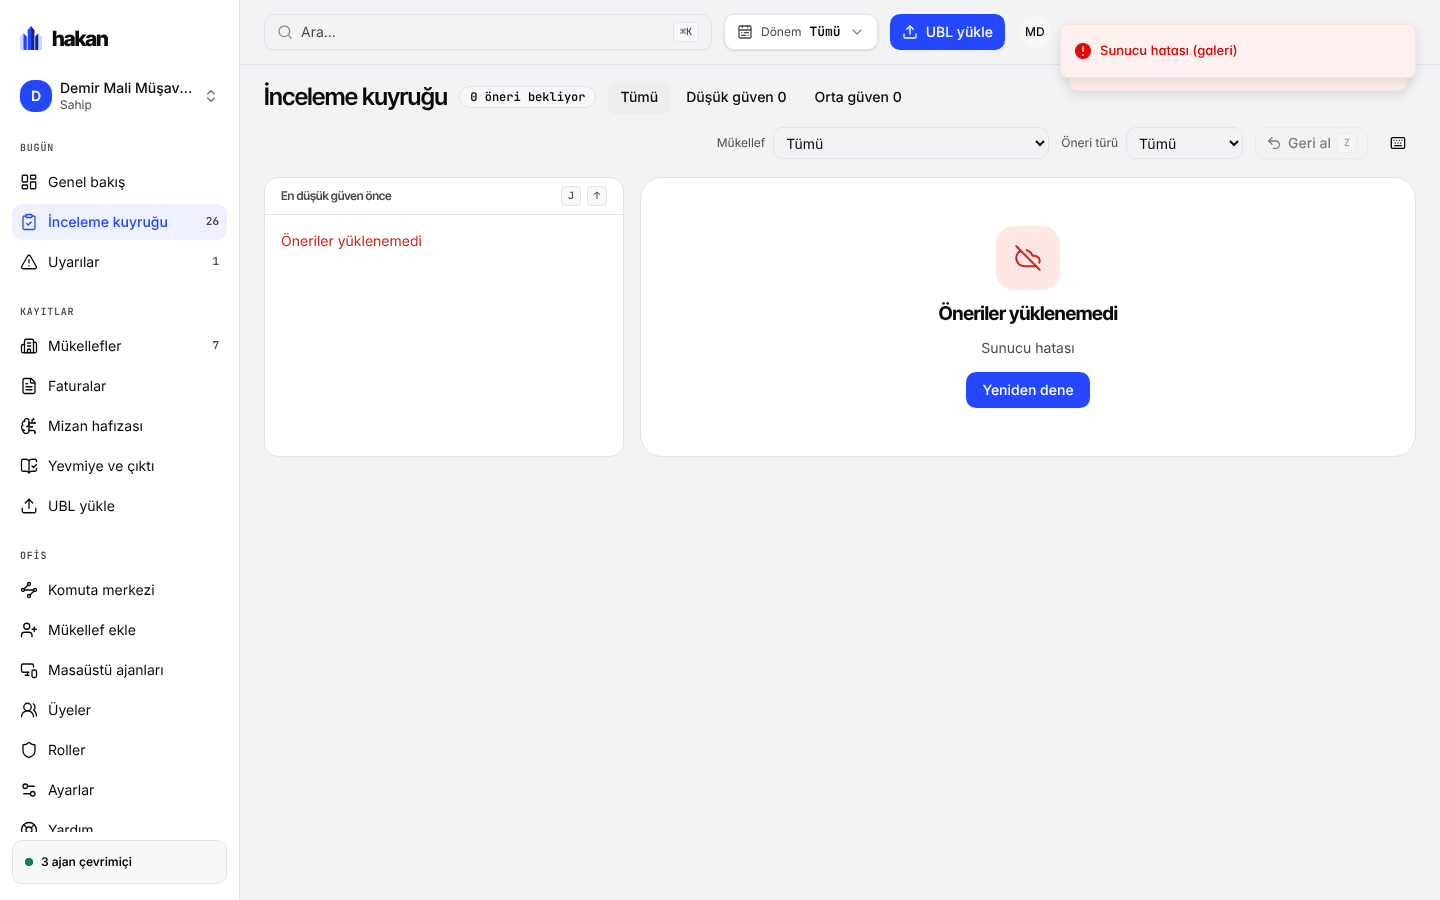 hakan
Ara...
⌘K
Dönem Tümü
UBL yükle
MD
Sunucu hatası (galeri)
D
Demir Mali Müşav...
Sahip
BUGÜN
Genel bakış
İnceleme kuyruğu 26
Uyarılar 1
KAYITLAR
Mükellefler 7
Faturalar
Mizan hafızası
Yevmiye ve çıktı
UBL yükle
OFİS
Komuta merkezi
Mükellef ekle
Masaüstü ajanları
Üyeler
Roller
Ayarlar
Yardım
3 ajan çevrimiçi
İnceleme kuyruğu
0 öneri bekliyor
Tümü
Düşük güven 0
Orta güven 0
Mükellef Tümü
Öneri türü Tümü
Geri al Z
En düşük güven önce J ↑
Öneriler yüklenemedi
Öneriler yüklenemedi
Sunucu hatası
Yeniden dene